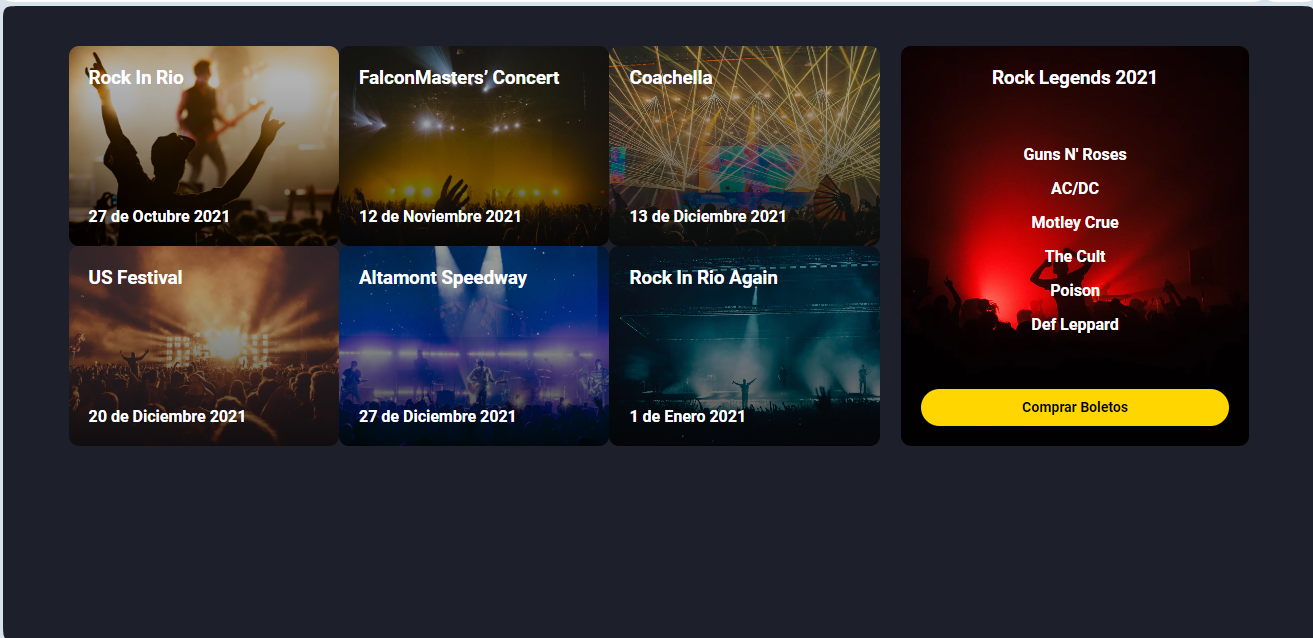 Rock In Rio
27 de Octubre 2021
FalconMasters’ Concert
12 de Noviembre 2021
Coachella
13 de Diciembre 2021
US Festival
20 de Diciembre 2021
Altamont Speedway
27 de Diciembre 2021
Rock In Rio Again
1 de Enero 2021
Rock Legends 2021
Guns N' Roses
AC/DC
Motley Crue
The Cult
Poison
Def Leppard
Comprar Boletos